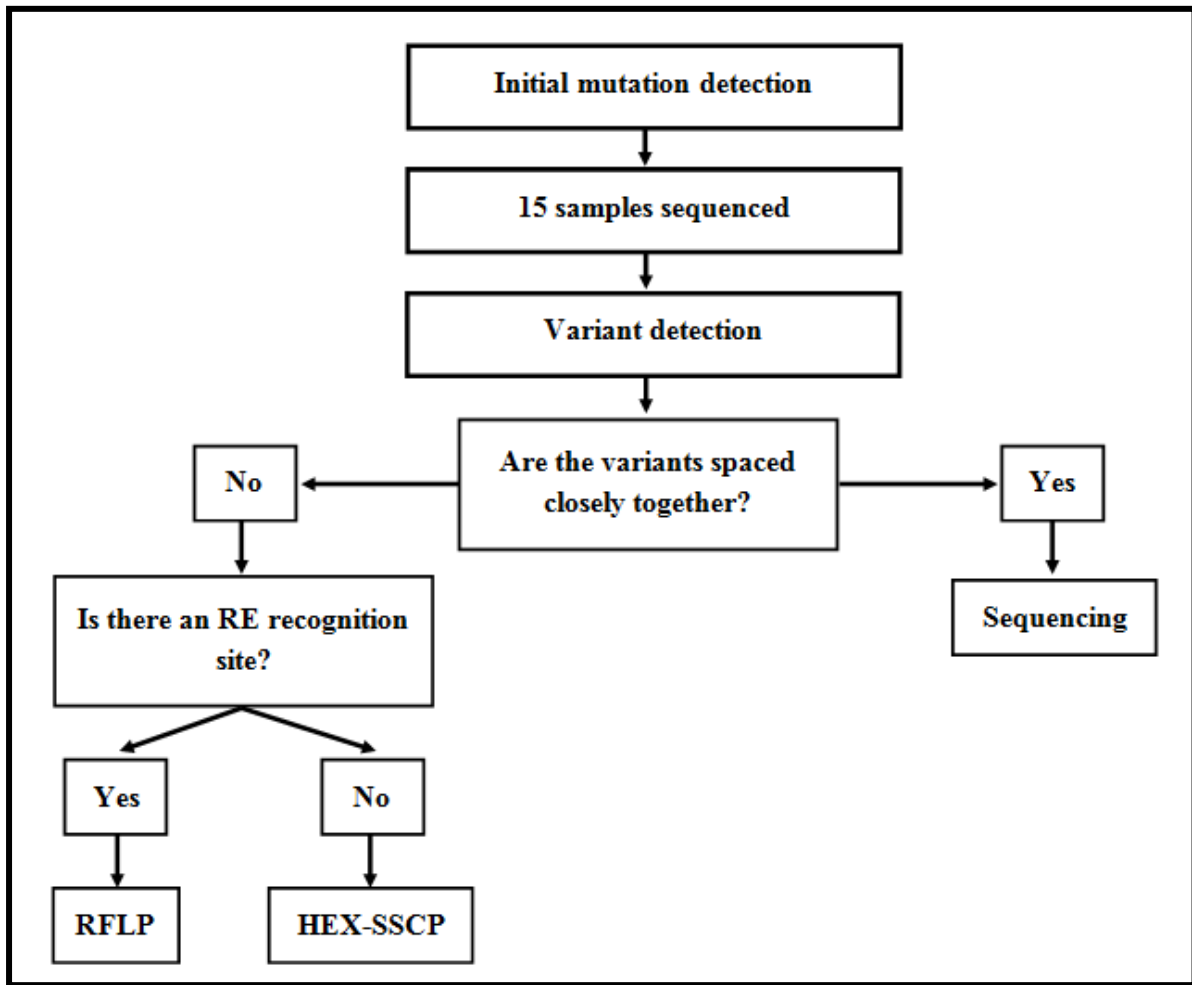 Initial mutation detection
15 samples sequenced
Variant detection
Are the variants spaced
closely together?
No
Yes
Is there an RE recognition
site?
Sequencing
Yes
No
RFLP
HEX-SSCP